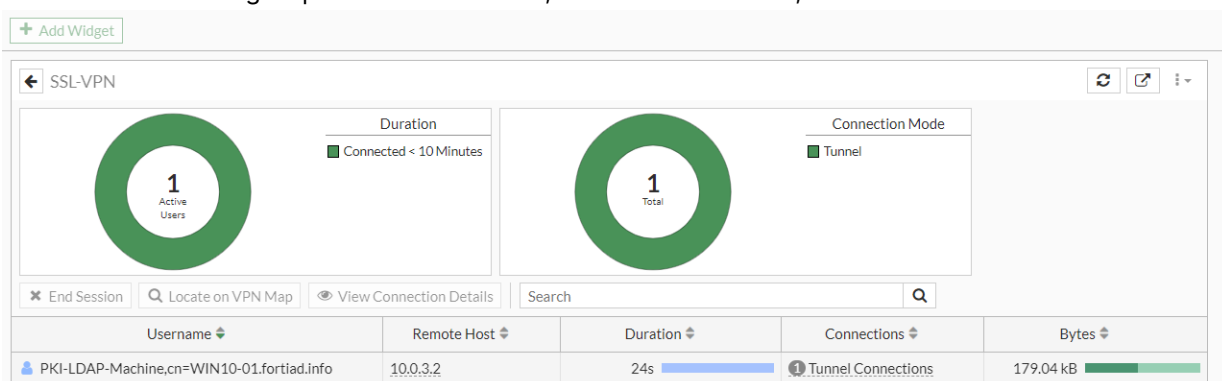 + Add Widget
SSL-VPN
Duration
Connected < 10 Minutes
1
Active
Users
Connection Mode
Tunnel
1
Total
End Session
Locate on VPN Map
View Connection Details
Search
Username Remote Host Duration Connections Bytes
PKI-LDAP-Machine,cn=WIN10-01.fortiad.info 10.0.3.2 24s 1 Tunnel Connections 179.04 kB